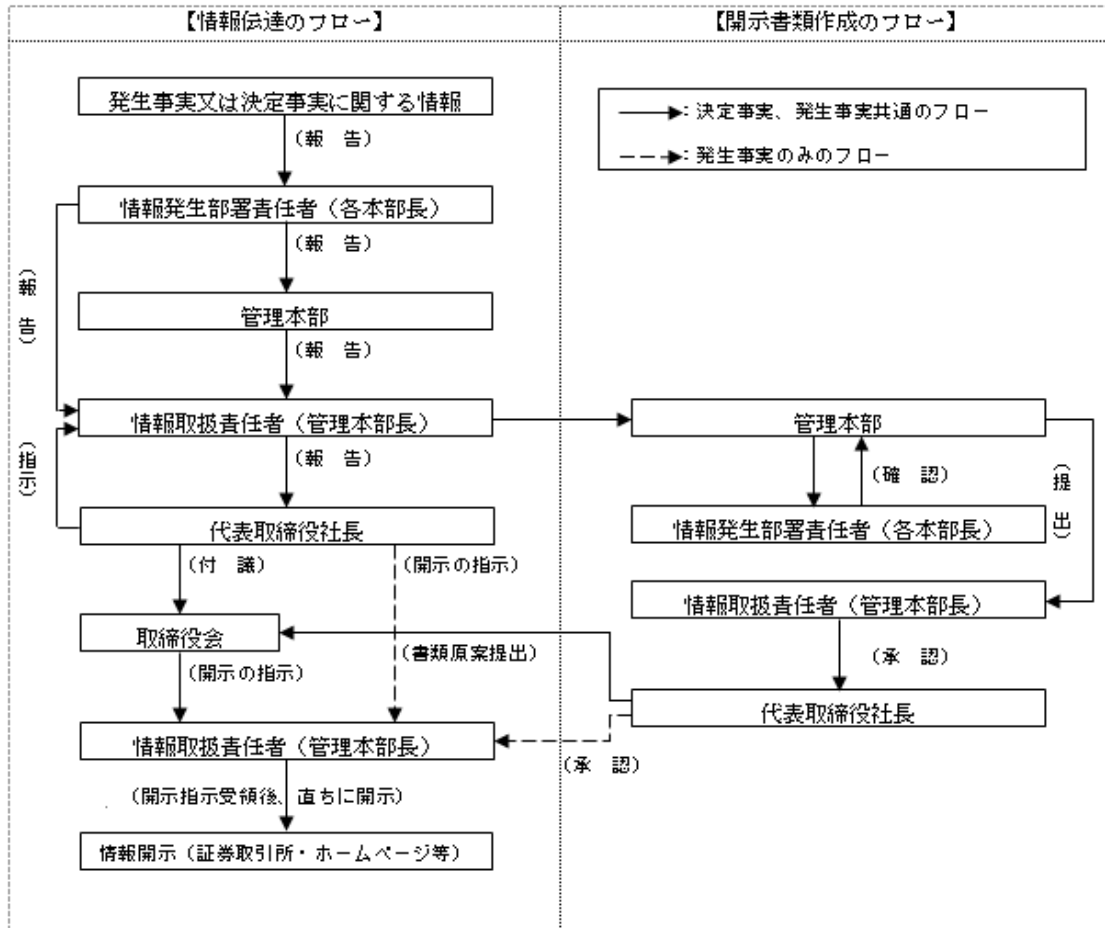 【情報伝達のフロー】
発生事実又は決定事実に関する情報
(報　告)
情報発生部署責任者（各本部長）
(報　告)
(報　告)
管理本部
(報　告)
情報取扱責任者（管理本部長）
(報　告)
(指示)
代表取締役社長
(付　議)
(開示の指示)
取締役会
(書類原案提出)
(開示の指示)
情報取扱責任者（管理本部長）
(開示指示受領後、直ちに開示)
情報開示（証券取引所・ホームページ等）
【開示書類作成のフロー】
：決定事実、発生事実共通のフロー
：発生事実のみのフロー
管理本部
(確　認)
(提　出)
情報発生部署責任者（各本部長）
情報取扱責任者（管理本部長）
(承　認)
代表取締役社長
(承　認)